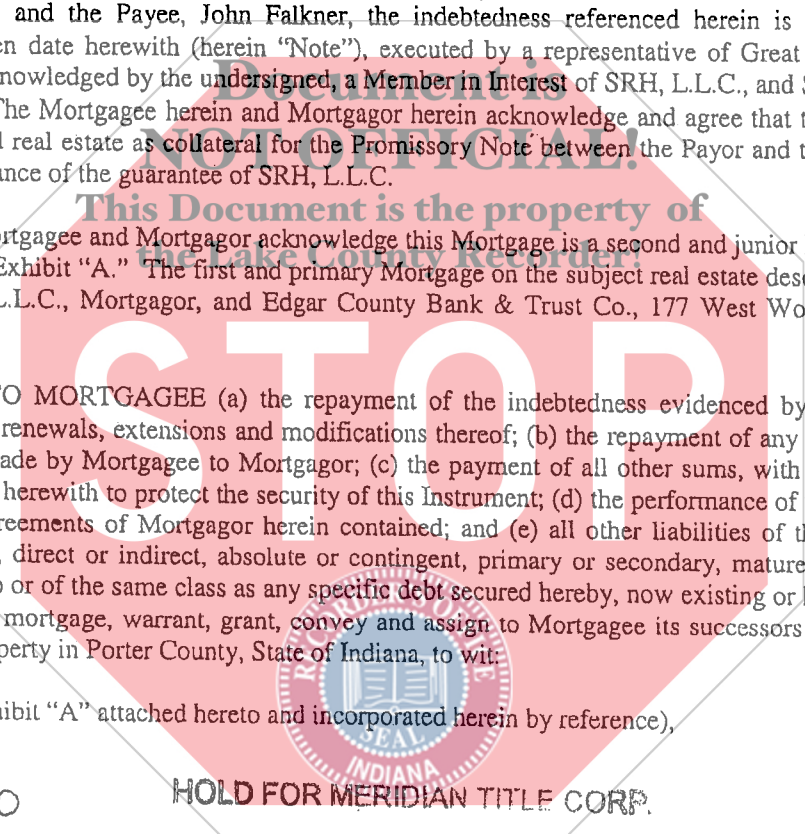 and the Payee, John Falkner, the indebtedness referenced herein is
en date herewith (herein “Note”), executed by a representative of Great
Document is
nowledged by the undersigned, a Member in Interest of SRH, L.L.C., and
The Mortgagee herein and Mortgagor herein acknowledge and agree that t
NOT OFFICIAL!
l real estate as collateral for the Promissory Note between the Payor and t
ance of the guarantee of SRH, L.L.C.
This Document is the property of
ortgagee and Mortgagor acknowledge this Mortgage is a second and junior
the Lake County Recorder!
Exhibit “A.” The first and primary Mortgage on the subject real estate desc
L.L.C., Mortgagor, and Edgar County Bank & Trust Co., 177 West Wo
STOP
TO MORTGAGEE (a) the repayment of the indebtedness evidenced by
renewals, extensions and modifications thereof; (b) the repayment of any
ade by Mortgagee to Mortgagor; (c) the payment of all other sums, with
herewith to protect the security of this Instrument; (d) the performance of
reements of Mortgagor herein contained; and (e) all other liabilities of th
, direct or indirect, absolute or contingent, primary or secondary, mature
o or of the same class as any specific debt secured hereby, now existing or
mortgage, warrant, grant, convey and assign to Mortgagee its successors
perty in Porter County, State of Indiana, to wit:
hibit “A” attached hereto and incorporated herein by reference),
SEAL
INDIANA
HOLD FOR MERIDIAN TITLE CORP.